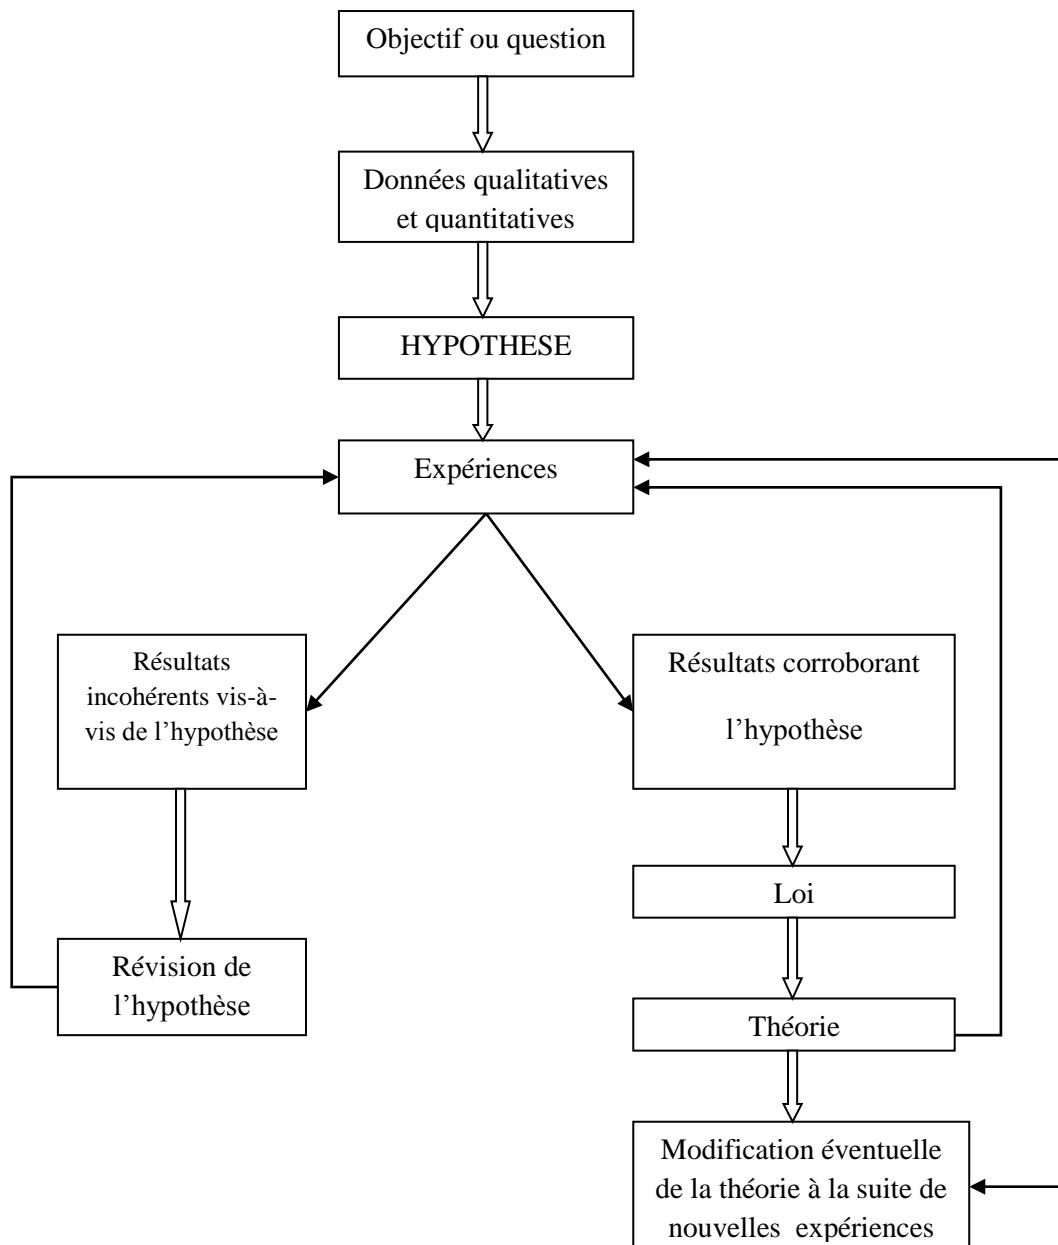 Objectif ou question
Données qualitatives
et quantitatives
HYPOTHESE
Expériences
Résultats
incohérents vis-à-
vis de l’hypothèse
Révision de
l’hypothèse
Résultats corroborant
l’hypothèse
Loi
Théorie
Modification éventuelle
de la théorie à la suite de
nouvelles expériences